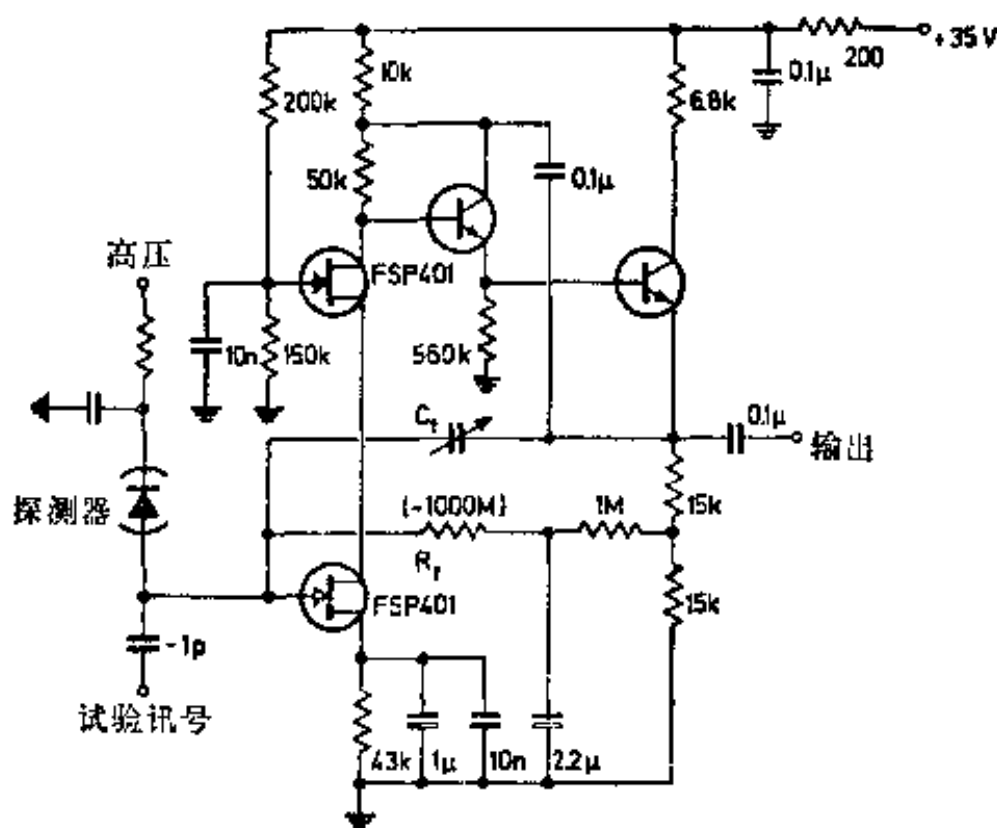 +35 V
200
0.1μ
10k
200k
6.8k
50k
0.1μ
高压
FSP401
10n
150k
560k
Cf
0.1μ
输出
探测器
(~1000M)
1M
15k
Rf
FSP401
15k
~1p
试验讯号
43k
1μ
10n
2.2μ